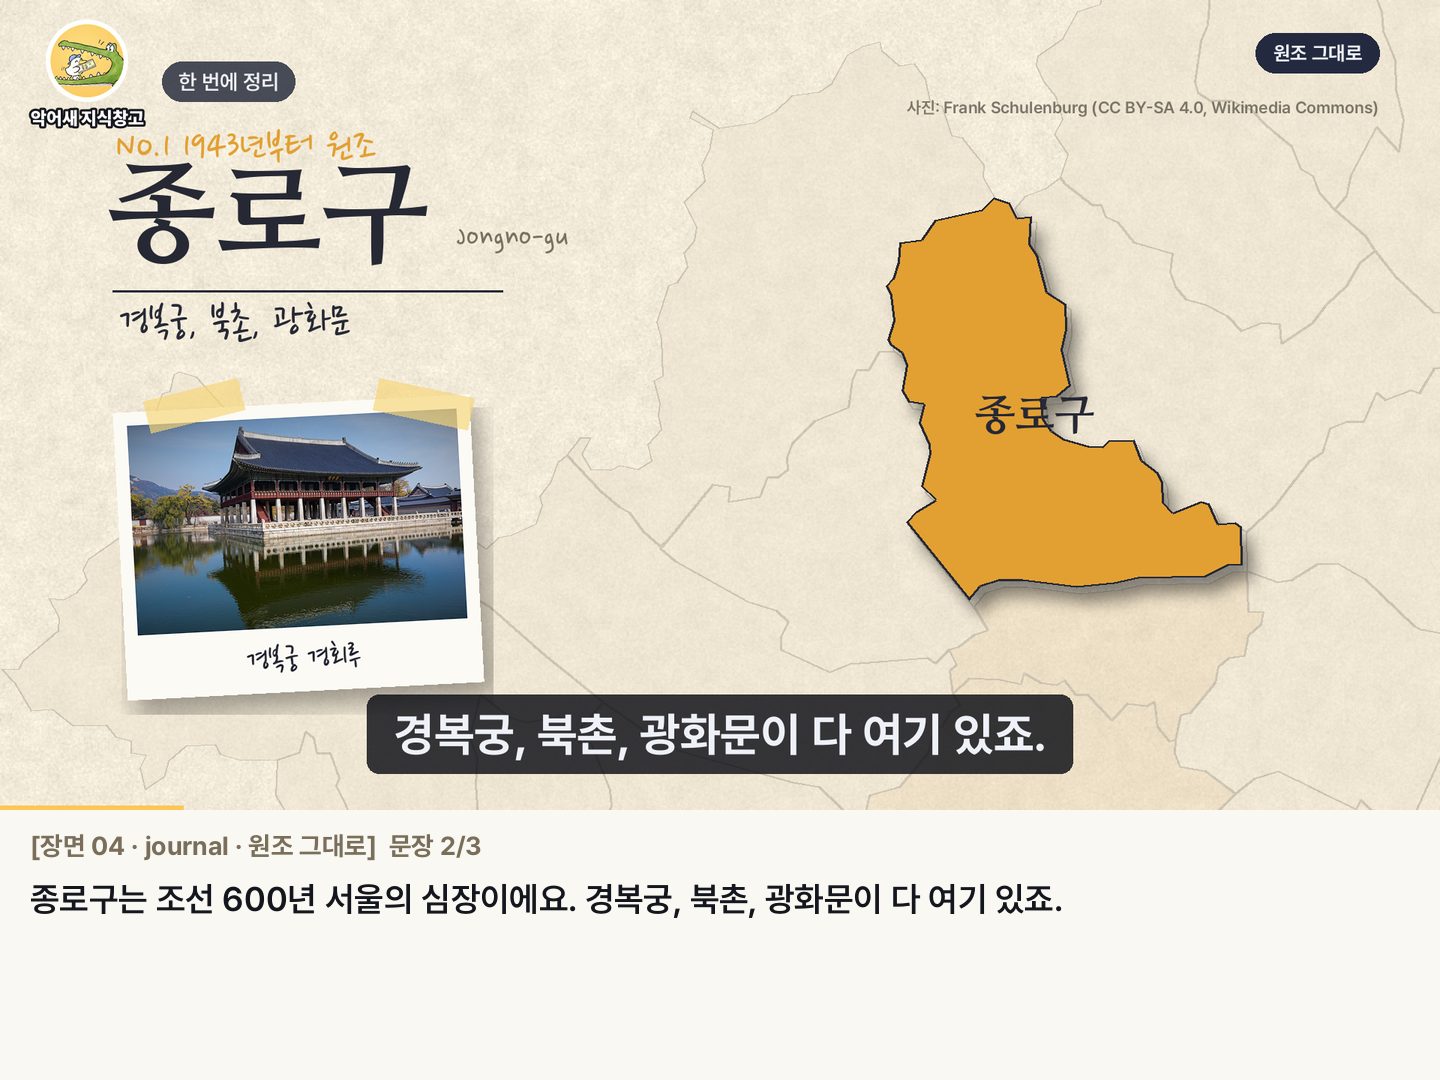 악어새 지식창고
한 번에 정리
원조 그대로
사진: Frank Schulenburg (CC BY-SA 4.0, Wikimedia Commons)
No.1 1943년부터 원조
종로구
Jongno-gu
경복궁, 북촌, 광화문
종로구
경복궁 경회루
경복궁, 북촌, 광화문이 다 여기 있죠.
[장면 04 · journal · 원조 그대로] 문장 2/3
종로구는 조선 600년 서울의 심장이에요. 경복궁, 북촌, 광화문이 다 여기 있죠.